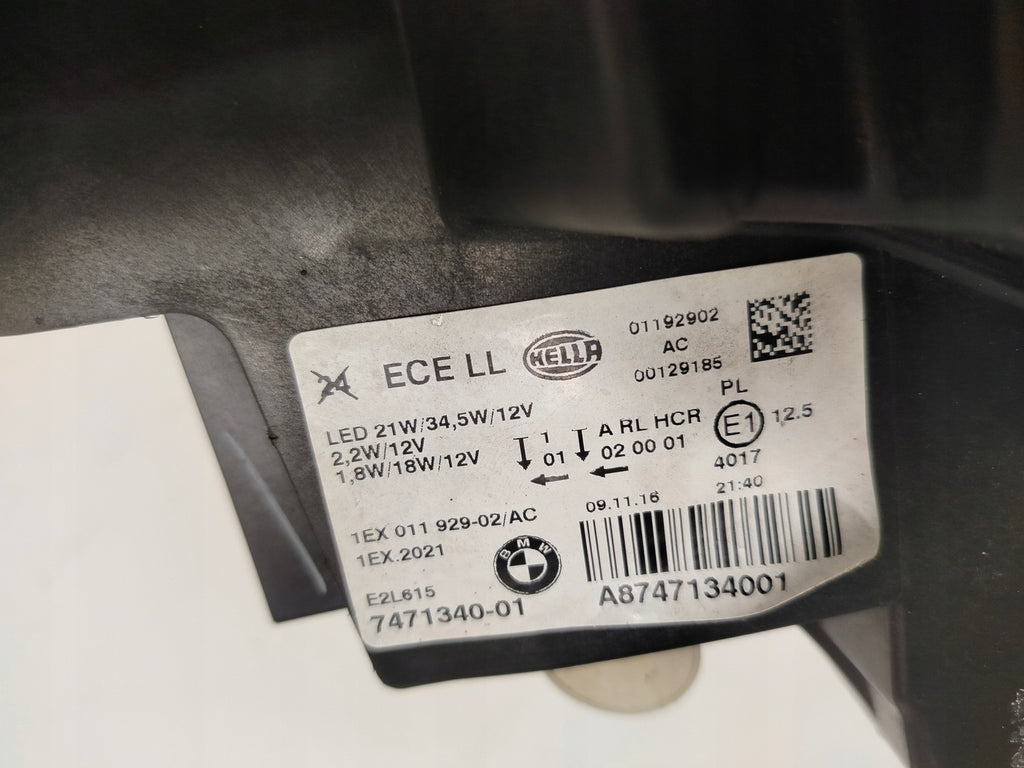 24 ECE LL HELLA
01192902
AC
00129185
LED 21W/34,5W/12V
2,2W/12V
1,8W/18W/12V
1 A RL HCR
01 02 00 01
PL
E1 12.5
4017
09.11.16 21:40
1EX 011 929-02/AC
1EX.2021
BMW
E2L615
7471340-01
A8747134001